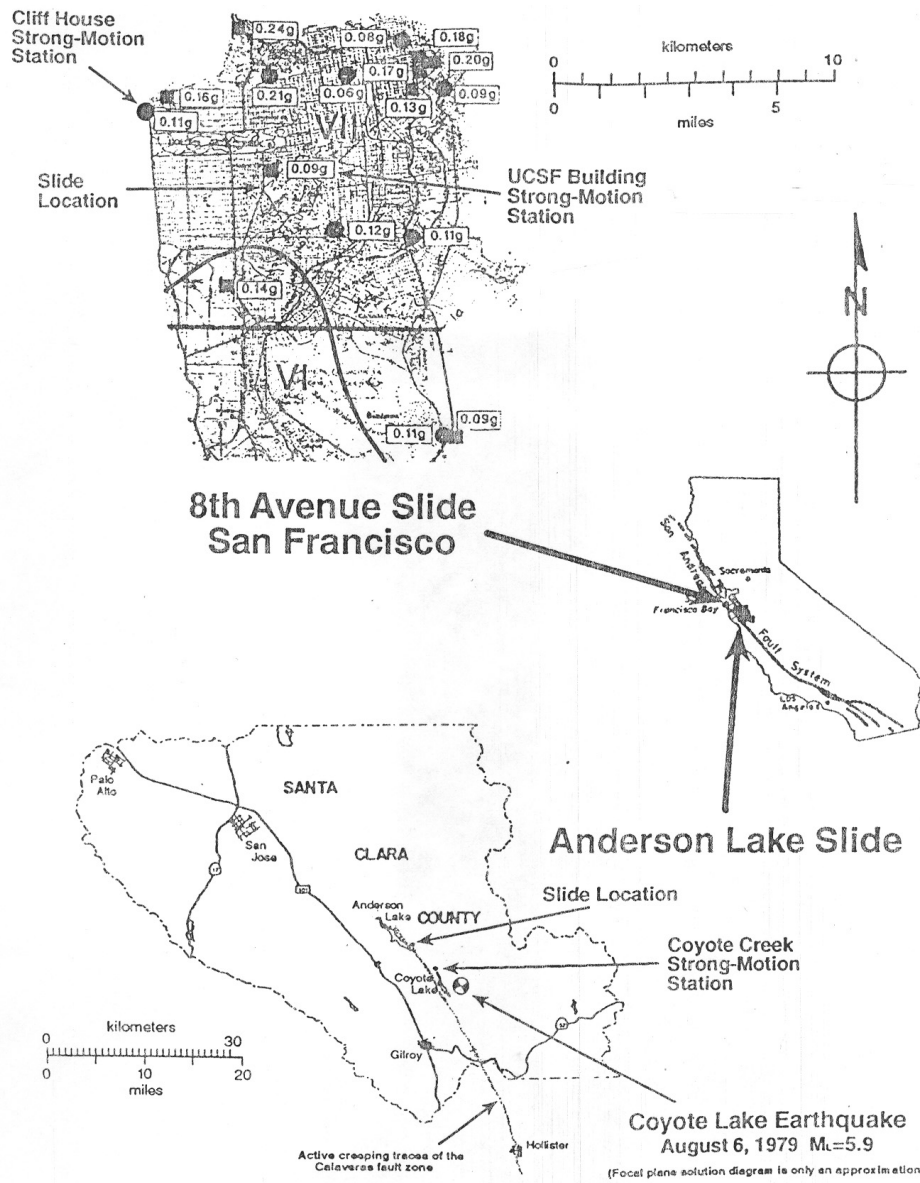 Cliff House
Strong-Motion
Station
0.24g
0.08g
0.18g
0.16g
0.21g
0.06g
0.17g
0.20g
0.13g
0.09g
0.11g
VII
0.09g
Slide
Location
UCSF Building
Strong-Motion
Station
0.12g
0.11g
0.14g
VI
0.11g
0.09g
kilometers
0 10
0 5
miles
N
8th Avenue Slide
San Francisco
San Andreas
Sacramento
Francisco Bay
Fault
System
Los
Angeles
Anderson Lake Slide
Palo
Alto
SANTA
San
Jose
CLARA
17
101
Anderson
Lake
COUNTY
Slide Location
Coyote Creek
Strong-Motion
Station
Coyote
Lake
Gilroy
kilometers
0 30
0 10 20
miles
Coyote Lake Earthquake
August 6, 1979 ML=5.9
Hollister
Active creeping traces of the
Calaveras fault zone
(Focal plane solution diagram is only an approximation